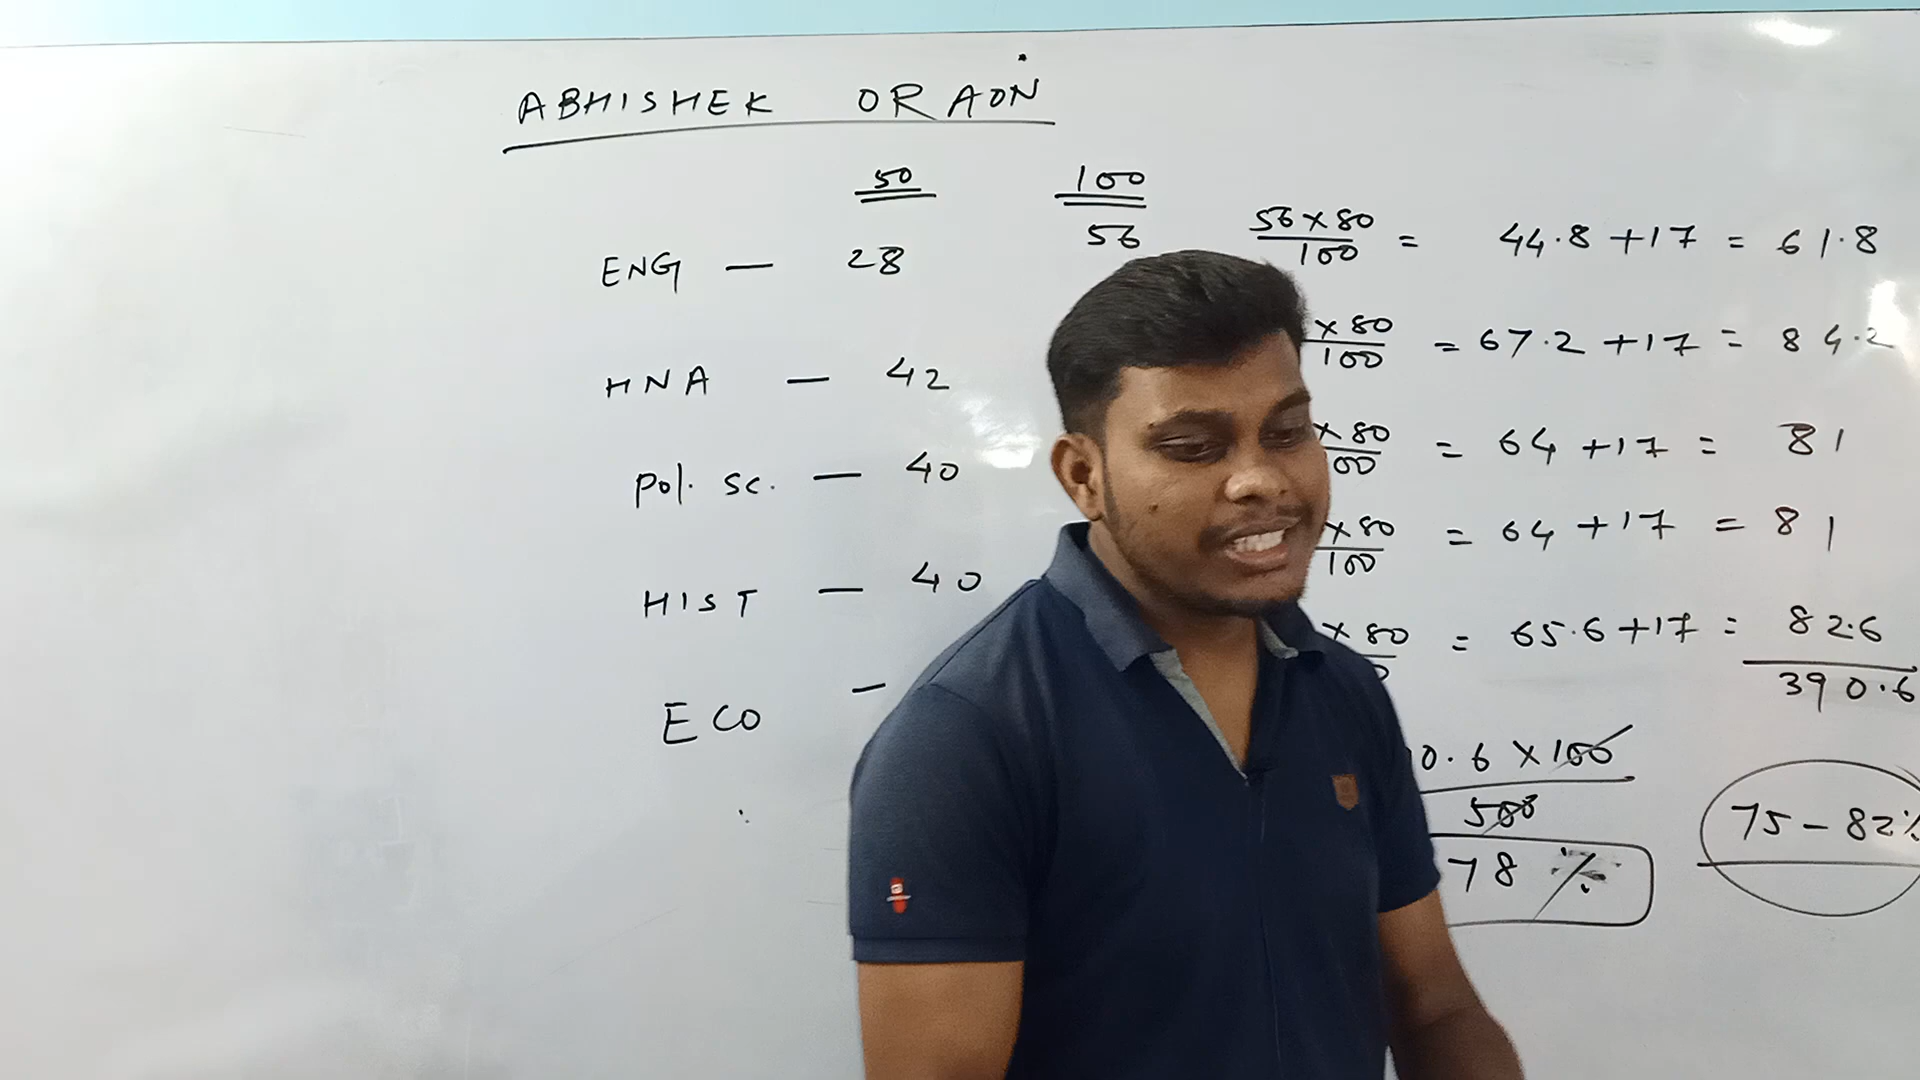 ABHISHEK ORAON
50 100
ENG — 28 56 56 x 80 / 100 = 44.8 + 17 = 61.8
HNA — 42 x 80 / 100 = 67.2 + 17 = 84.2
Pol. Sc. — 40 x 80 / 00 = 64 + 17 = 81
HIST — 40 x 80 / 100 = 64 + 17 = 81
ECO — x 80 / 0 = 65.6 + 17 = 82.6
390.6
0.6 x 100
500
78 %
75 - 82%